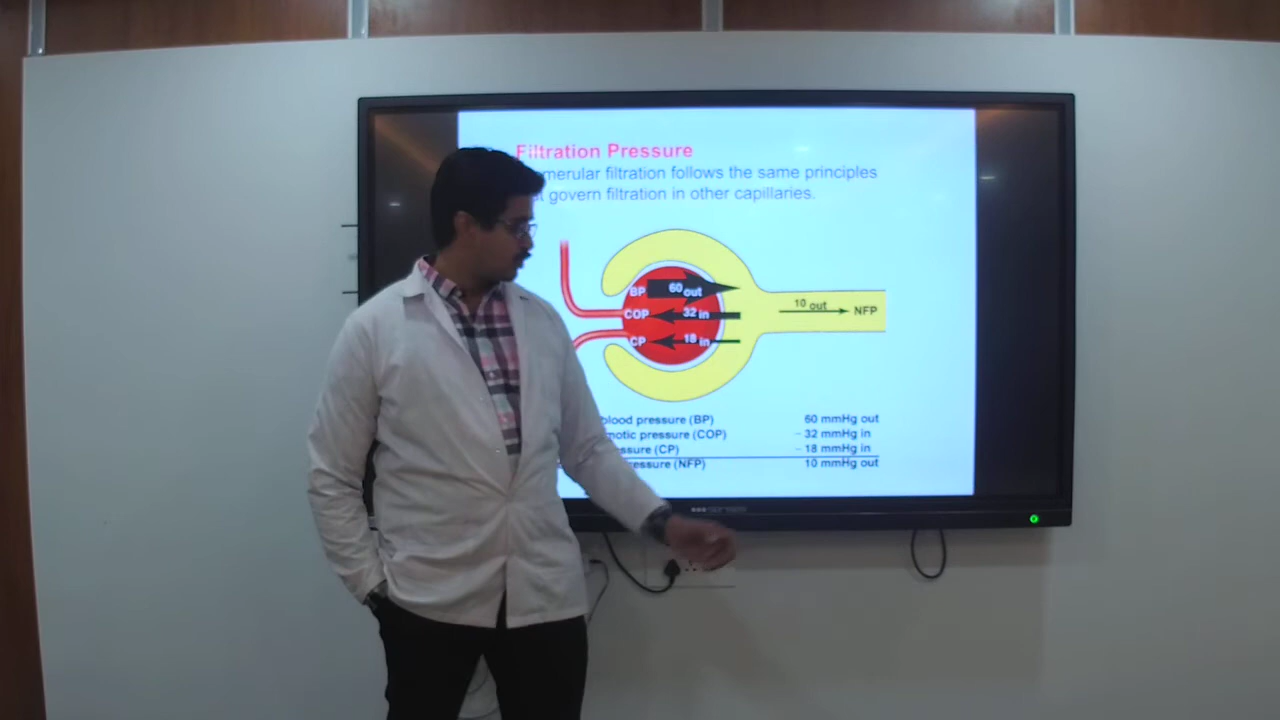 Filtration Pressure
merular filtration follows the same principles
govern filtration in other capillaries.
BP 60 out
COP 32 in
10 out NFP
CP 18 in
blood pressure (BP) 60 mmHg out
motic pressure (COP) - 32 mmHg in
ssure (CP) - 18 mmHg in
essure (NFP) 10 mmHg out